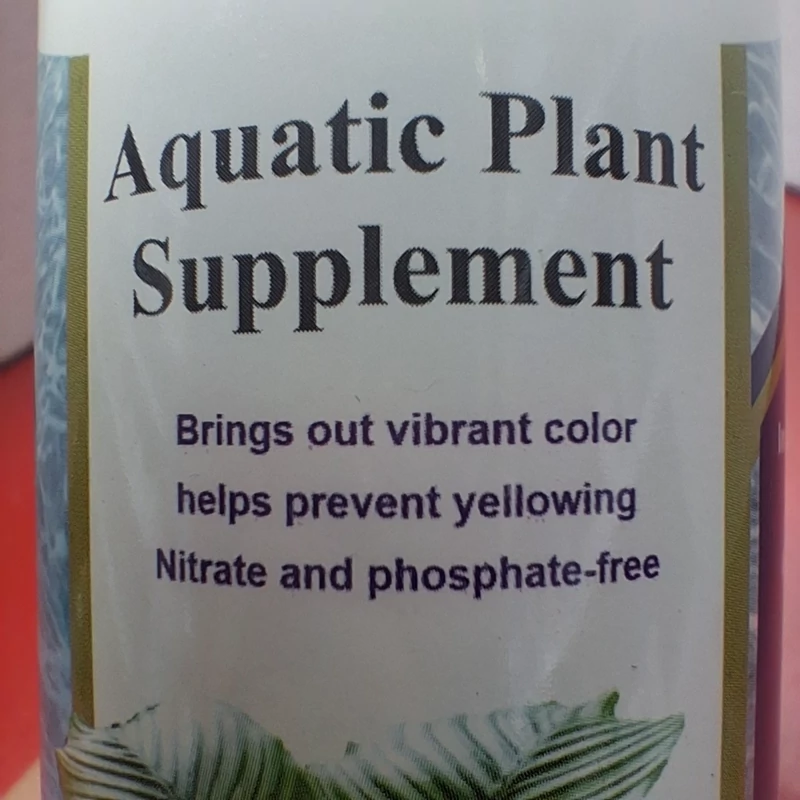 Aquatic Plant
Supplement
Brings out vibrant color
helps prevent yellowing
Nitrate and phosphate-free